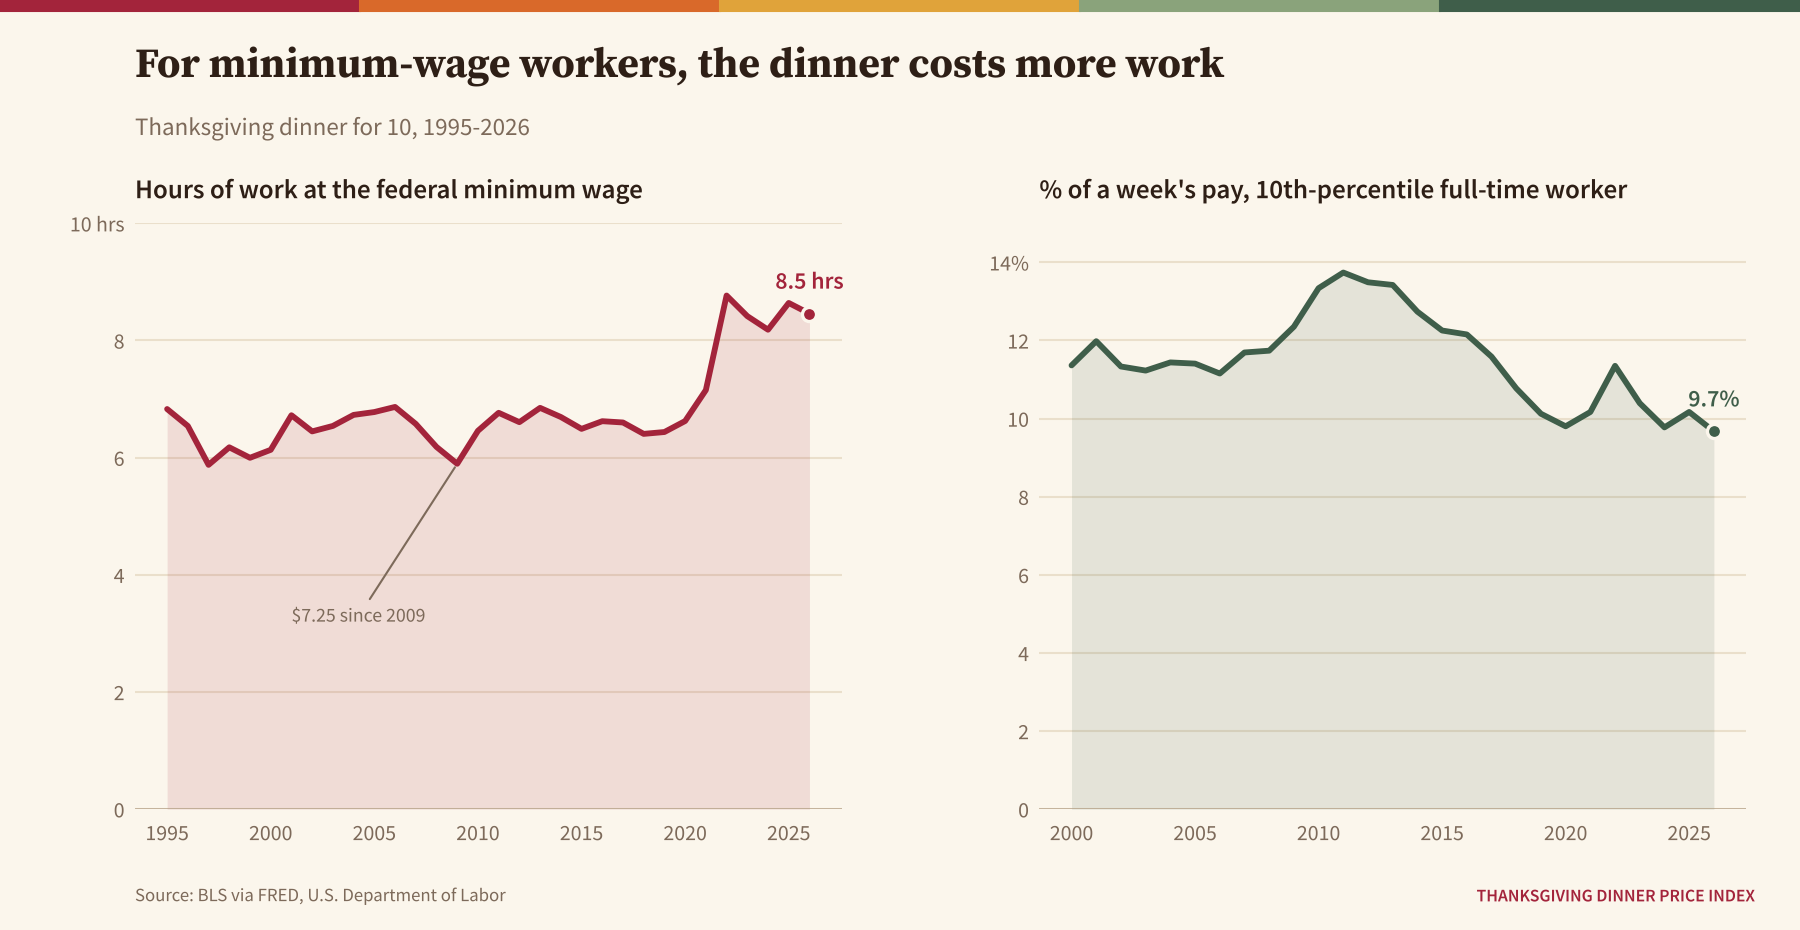 For minimum-wage workers, the dinner costs more work
Thanksgiving dinner for 10, 1995-2026
Hours of work at the federal minimum wage
10 hrs
8
6
4
2
0
8.5 hrs
$7.25 since 2009
1995 2000 2005 2010 2015 2020 2025
% of a week's pay, 10th-percentile full-time worker
14%
12
10
8
6
4
2
0
9.7%
2000 2005 2010 2015 2020 2025
Source: BLS via FRED, U.S. Department of Labor
THANKSGIVING DINNER PRICE INDEX